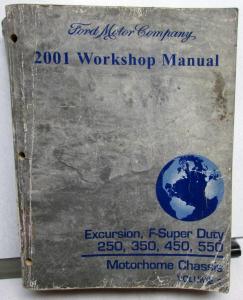 Ford Motor Company
2001 Workshop Manual
Excursion, F-Super Duty
250, 350, 450, 550
Motorhome Chassis